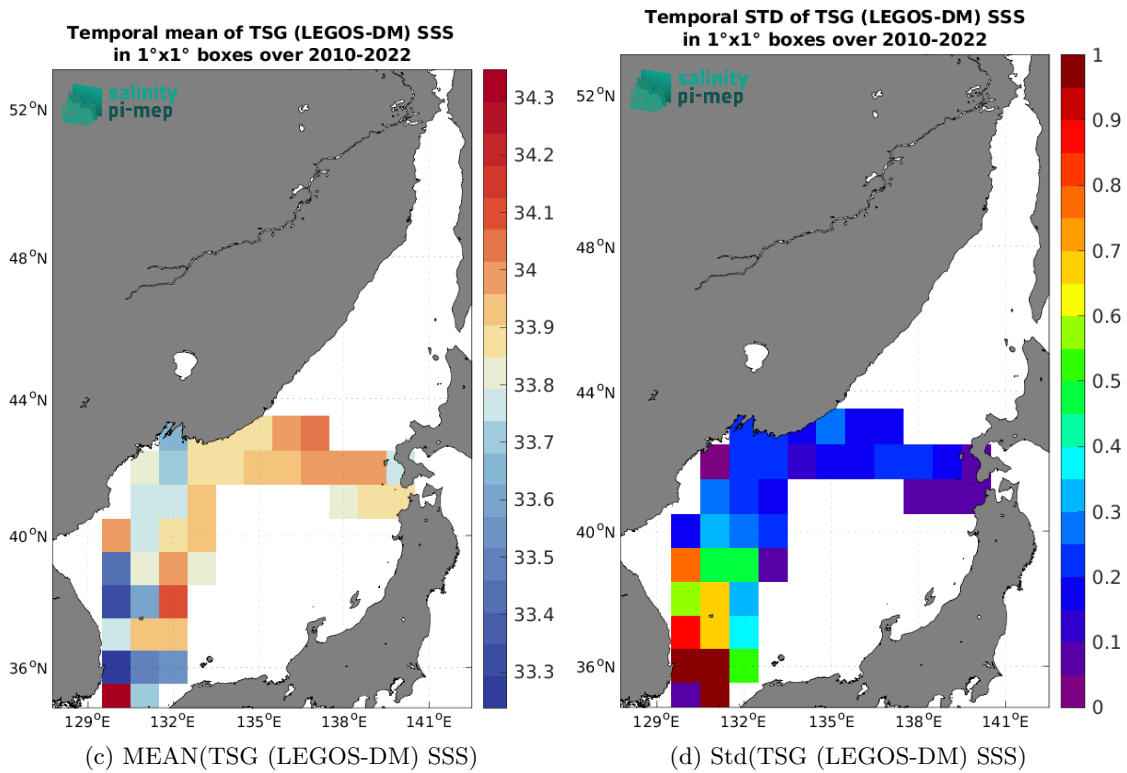 Temporal mean of TSG (LEGOS-DM) SSS
in 1°x1° boxes over 2010-2022
salinity
pi-mep
52°N
48°N
44°N
40°N
36°N
129°E
132°E
135°E
138°E
141°E
34.3
34.2
34.1
34
33.9
33.8
33.7
33.6
33.5
33.4
33.3
(c) MEAN(TSG (LEGOS-DM) SSS)
Temporal STD of TSG (LEGOS-DM) SSS
in 1°x1° boxes over 2010-2022
salinity
pi-mep
52°N
48°N
44°N
40°N
36°N
129°E
132°E
135°E
138°E
141°E
1
0.9
0.8
0.7
0.6
0.5
0.4
0.3
0.2
0.1
0
(d) Std(TSG (LEGOS-DM) SSS)